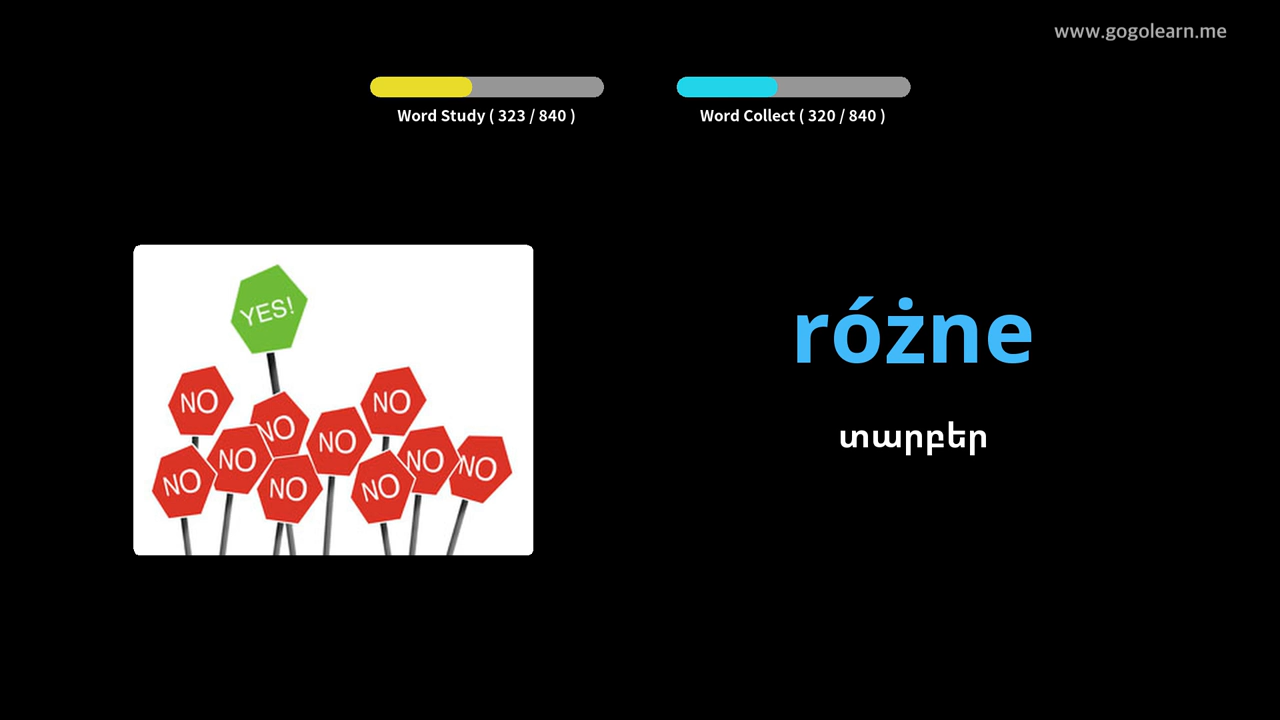 www.gogolearn.me
Word Study ( 323 / 840 )
Word Collect ( 320 / 840 )
YES!
NO
NO
NO
NO
NO
NO
NO
NO
NO
NO
różne
տարբեր